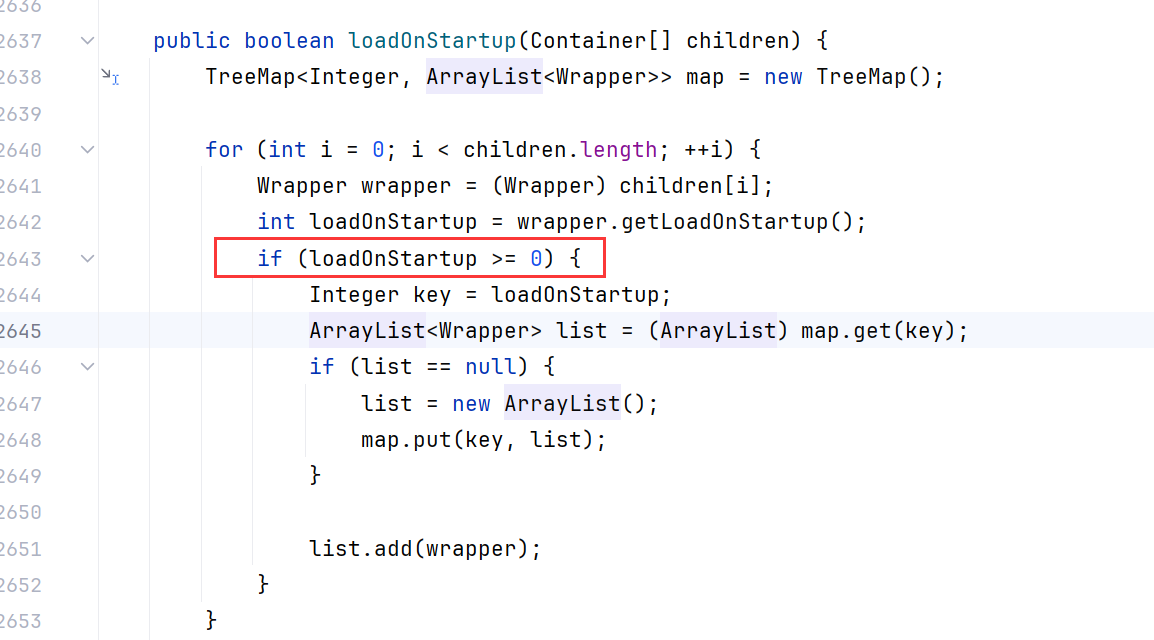 2636
2637 public boolean loadOnStartup(Container[] children) {
2638 TreeMap<Integer, ArrayList<Wrapper>> map = new TreeMap();
2639
2640 for (int i = 0; i < children.length; ++i) {
2641 Wrapper wrapper = (Wrapper) children[i];
2642 int loadOnStartup = wrapper.getLoadOnStartup();
2643 if (loadOnStartup >= 0) {
2644 Integer key = loadOnStartup;
2645 ArrayList<Wrapper> list = (ArrayList) map.get(key);
2646 if (list == null) {
2647 list = new ArrayList();
2648 map.put(key, list);
2649 }
2650
2651 list.add(wrapper);
2652 }
2653 }